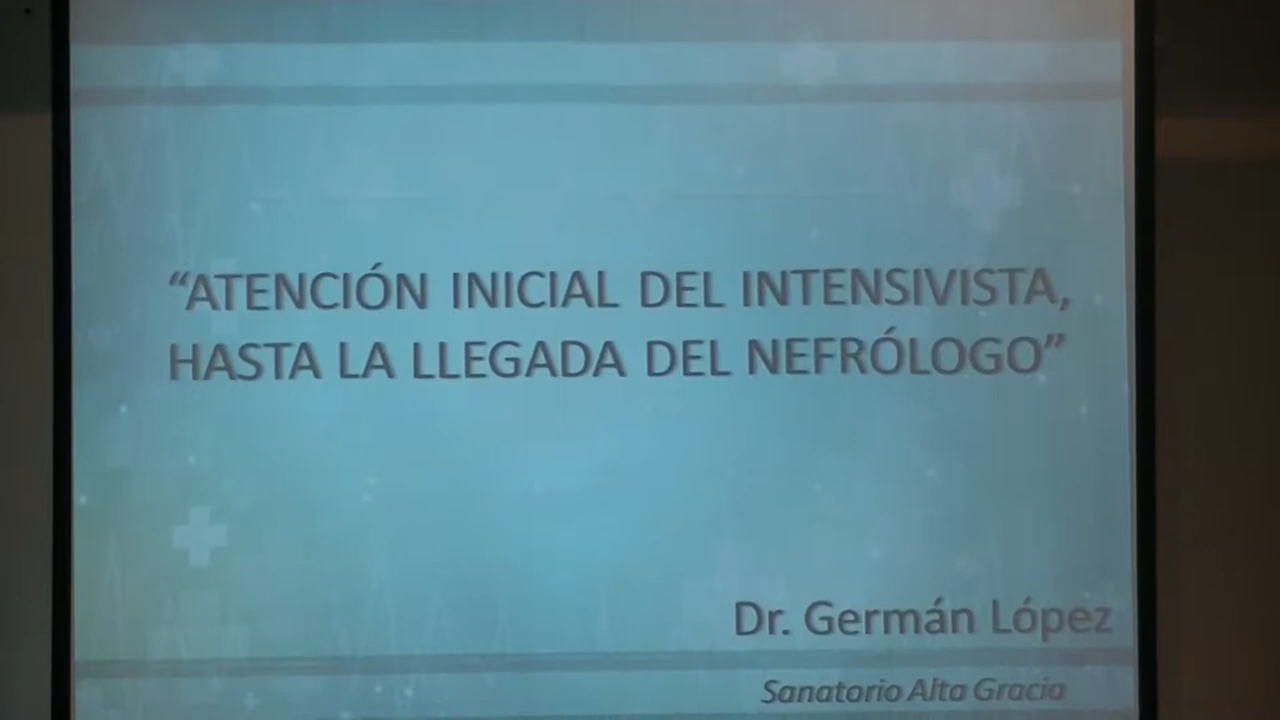 “ATENCIÓN INICIAL DEL INTENSIVISTA,
HASTA LA LLEGADA DEL NEFRÓLOGO”
Dr. Germán López
Sanatorio Alta Gracia